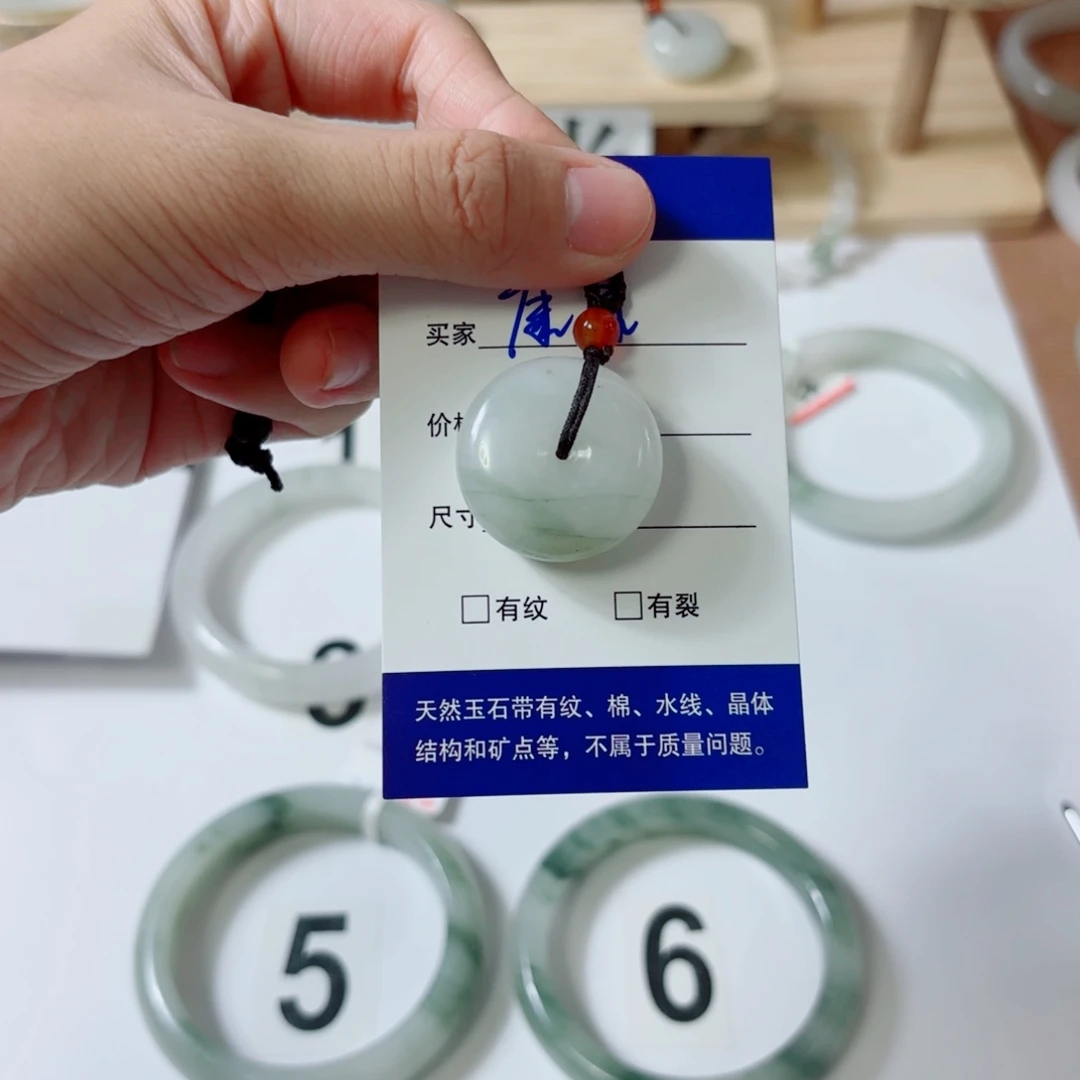 买家
价
尺寸
□有纹 □有裂
天然玉石带有纹、棉、水线、晶体
结构和矿点等，不属于质量问题。
5
6